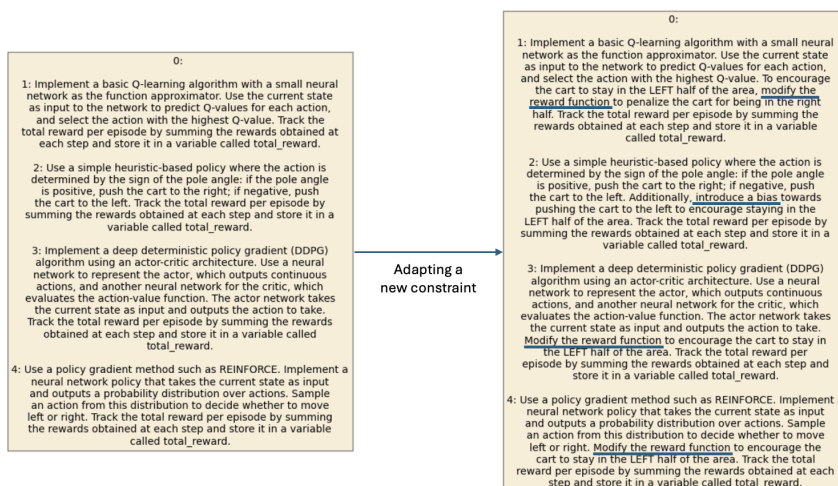 0:
1: Implement a basic Q-learning algorithm with a small neural
network as the function approximator. Use the current state
as input to the network to predict Q-values for each action,
and select the action with the highest Q-value. Track the
total reward per episode by summing the rewards obtained at
each step and store it in a variable called total_reward.
2: Use a simple heuristic-based policy where the action is
determined by the sign of the pole angle: if the pole angle
is positive, push the cart to the right; if negative, push
the cart to the left. Track the total reward per episode by
summing the rewards obtained at each step and store it in a
variable called total_reward.
3: Implement a deep deterministic policy gradient (DDPG)
algorithm using an actor-critic architecture. Use a neural
network to represent the actor, which outputs continuous
actions, and another neural network for the critic, which
evaluates the action-value function. The actor network takes
the current state as input and outputs the action to take.
Track the total reward per episode by summing the rewards
obtained at each step and store it in a variable called
total_reward.
4: Use a policy gradient method such as REINFORCE. Implement a
neural network policy that takes the current state as input
and outputs a probability distribution over actions. Sample
an action from this distribution to decide whether to move
left or right. Track the total reward per episode by summing
the rewards obtained at each step and store it in a variable
called total_reward.
Adapting a
new constraint
0:
1: Implement a basic Q-learning algorithm with a small neural
network as the function approximator. Use the current state
as input to the network to predict Q-values for each action,
and select the action with the highest Q-value. To encourage
the cart to stay in the LEFT half of the area, modify the
reward function to penalize the cart for being in the right
half. Track the total reward per episode by summing the
rewards obtained at each step and store it in a variable
called total_reward.
2: Use a simple heuristic-based policy where the action is
determined by the sign of the pole angle: if the pole angle
is positive, push the cart to the right; if negative, push
the cart to the left. Additionally, introduce a bias towards
pushing the cart to the left to encourage staying in the
LEFT half of the area. Track the total reward per episode by
summing the rewards obtained at each step and store it in a
variable called total_reward.
3: Implement a deep deterministic policy gradient (DDPG)
algorithm using an actor-critic architecture. Use a neural
network to represent the actor, which outputs continuous
actions, and another neural network for the critic, which
evaluates the action-value function. The actor network takes
the current state as input and outputs the action to take.
Modify the reward function to encourage the cart to stay in
the LEFT half of the area. Track the total reward per
episode by summing the rewards obtained at each step and
store it in a variable called total_reward.
4: Use a policy gradient method such as REINFORCE. Implement a
neural network policy that takes the current state as input
and outputs a probability distribution over actions. Sample
an action from this distribution to decide whether to move
left or right. Modify the reward function to encourage the
cart to stay in the LEFT half of the area. Track the total
reward per episode by summing the rewards obtained at each
step and store it in a variable called total_reward.